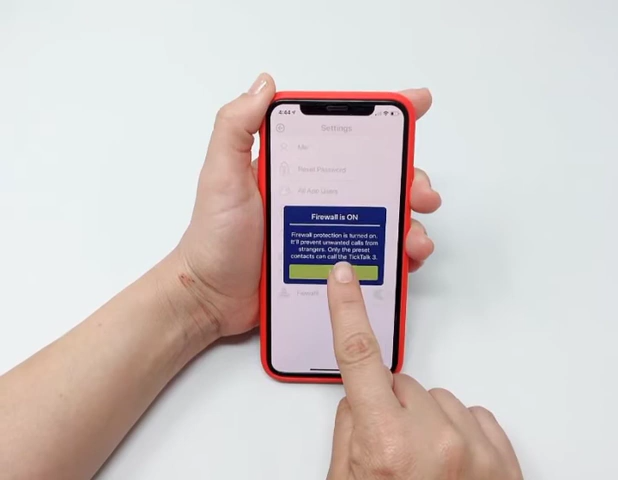 4:44
Settings
Me
Reset Password
All App Users
Firewall is ON
Firewall protection is turned on.
It'll prevent unwanted calls from
strangers. Only the preset
contacts can call the TickTalk 3.
Firewall